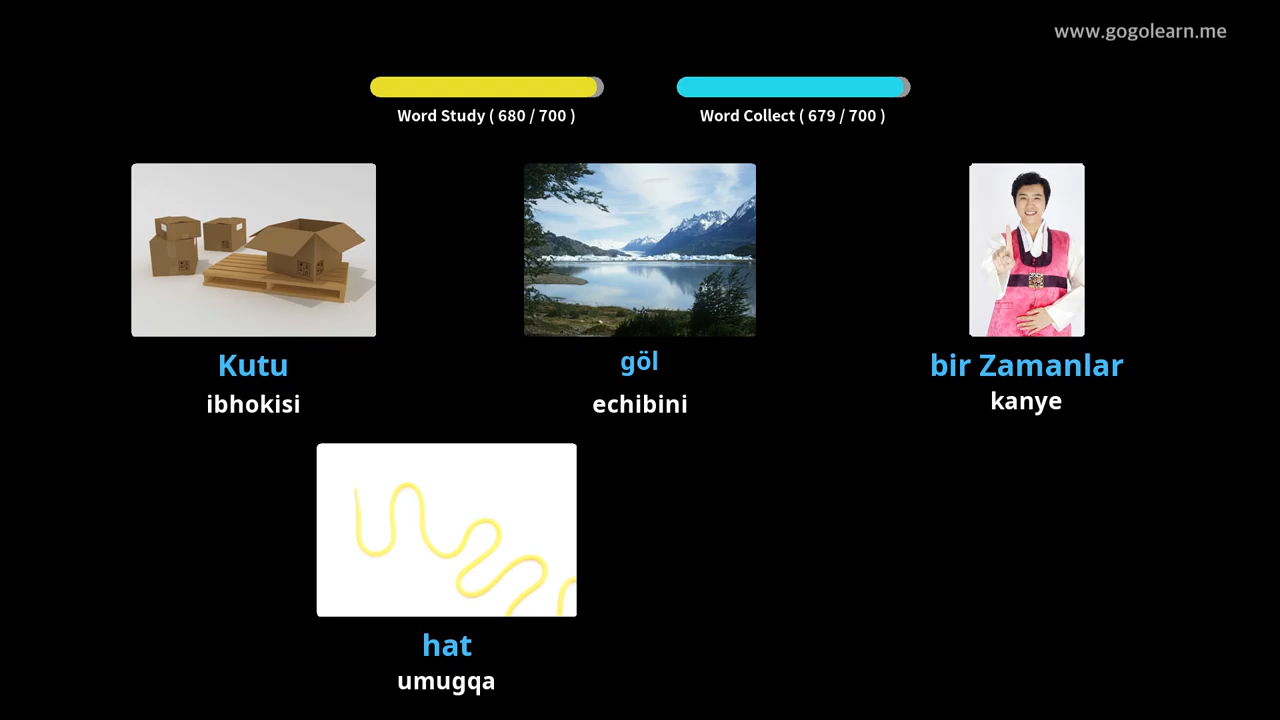 www.gogolearn.me
Word Study ( 680 / 700 )
Word Collect ( 679 / 700 )
Kutu
ibhokisi
göl
echibini
bir Zamanlar
kanye
hat
umugqa